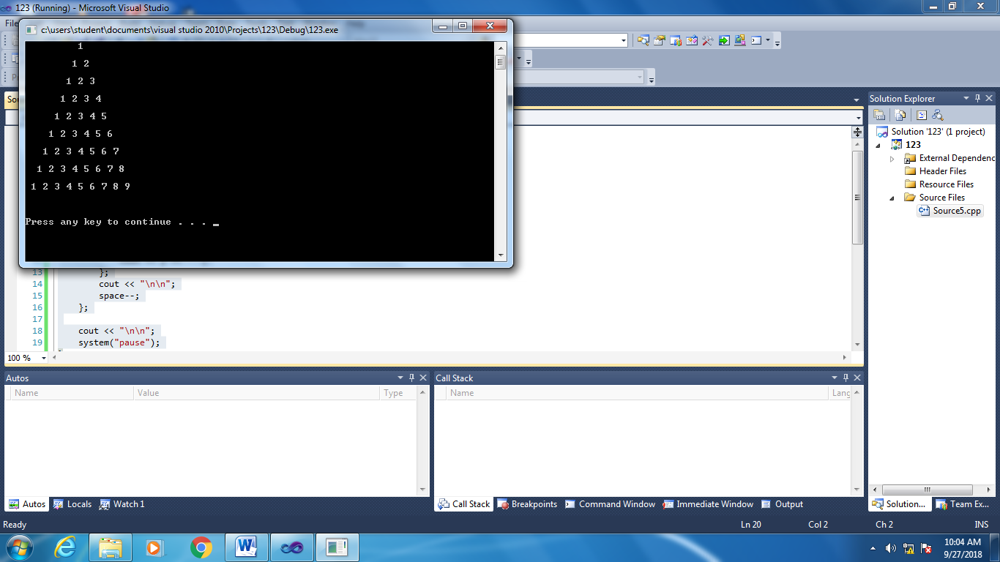 123 (Running) - Microsoft Visual Studio
c:\users\student\documents\visual studio 2010\Projects\123\Debug\123.exe
1
1 2
1 2 3
1 2 3 4
1 2 3 4 5
1 2 3 4 5 6
1 2 3 4 5 6 7
1 2 3 4 5 6 7 8
1 2 3 4 5 6 7 8 9
Press any key to continue . . .
13 };
14 cout << "\n\n";
15 space--;
16 };
17
18 cout << "\n\n";
19 system("pause");
100 %
Solution Explorer
Solution '123' (1 project)
123
External Dependenc
Header Files
Resource Files
Source Files
Source5.cpp
Autos
Name Value Type
Call Stack
Name Lang
Autos Locals Watch 1
Call Stack Breakpoints Command Window Immediate Window Output
Solution... Team Ex...
Ready Ln 20 Col 2 Ch 2 INS
10:04 AM
9/27/2018